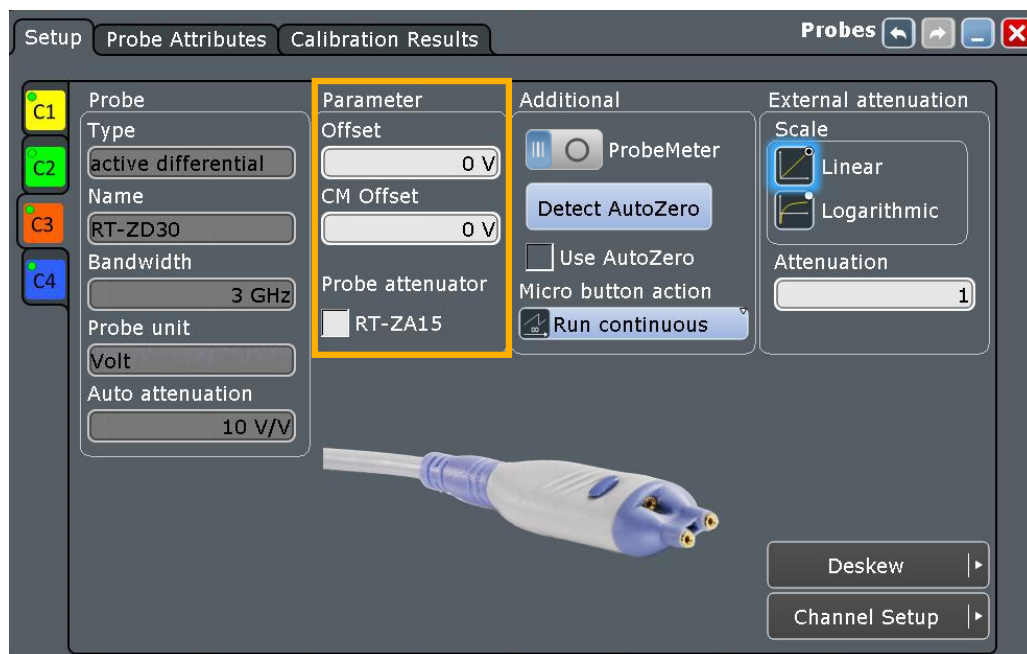 Setup Probe Attributes Calibration Results Probes
C1
C2
C3
C4
Probe
Type
active differential
Name
RT-ZD30
Bandwidth
3 GHz
Probe unit
Volt
Auto attenuation
10 V/V
Parameter
Offset
0 V
CM Offset
0 V
Probe attenuator
RT-ZA15
Additional
ProbeMeter
Detect AutoZero
Use AutoZero
Micro button action
Run continuous
External attenuation
Scale
Linear
Logarithmic
Attenuation
1
Deskew
Channel Setup